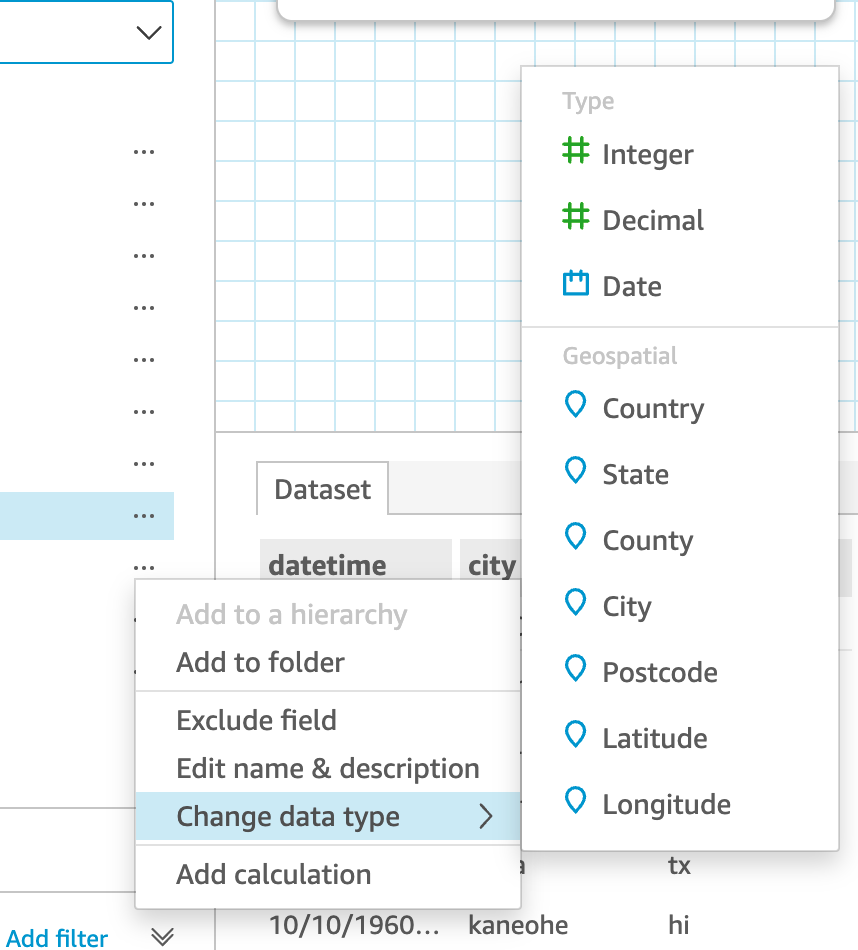 Type
Integer
Decimal
Date
Geospatial
Country
State
County
City
Postcode
Latitude
Longitude
Dataset
datetime city
Add to a hierarchy
Add to folder
Exclude field
Edit name & description
Change data type
Add calculation
tx
10/10/1960... kaneohe hi
Add filter